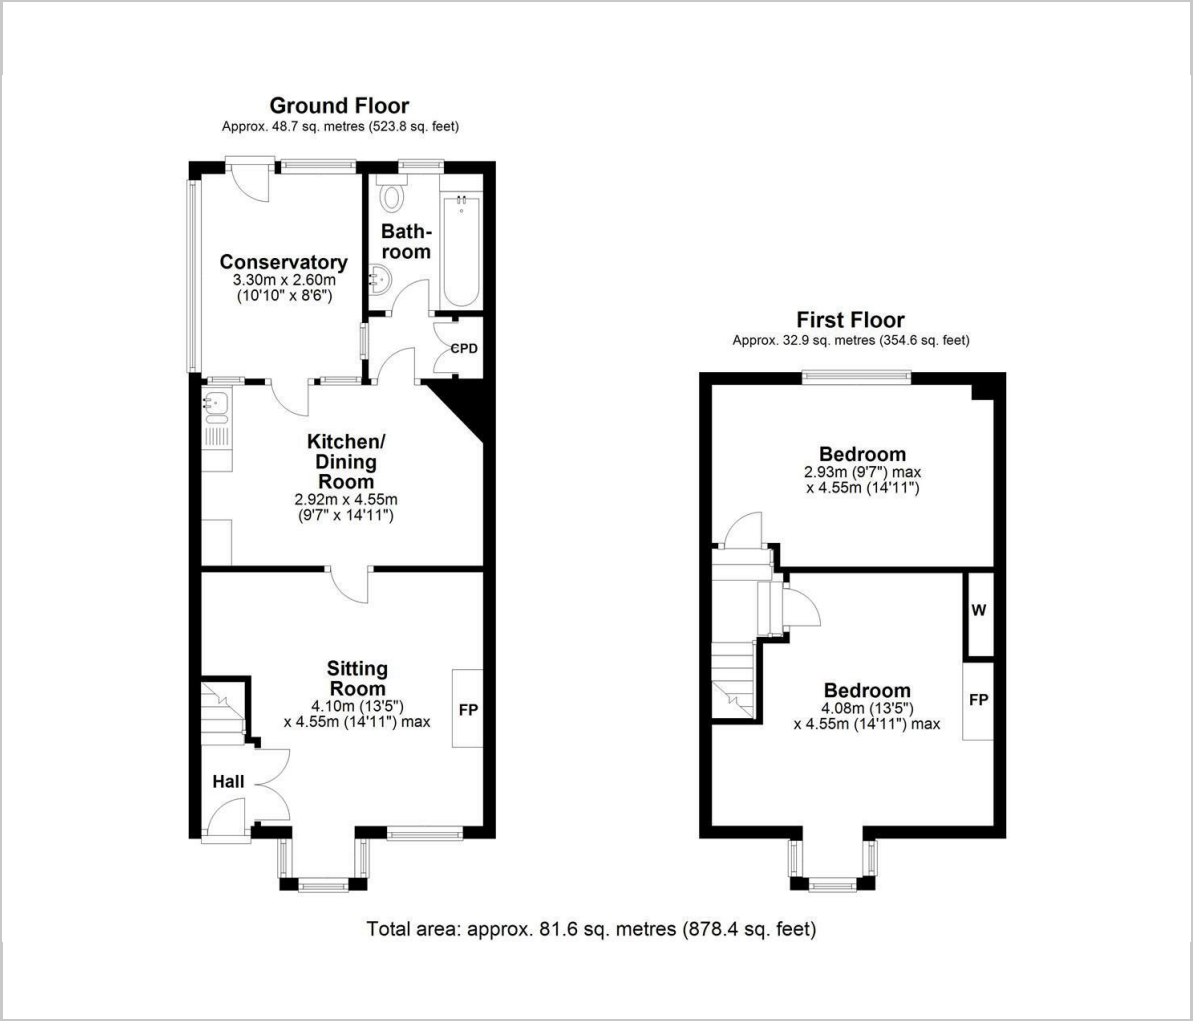 Ground Floor
Approx. 48.7 sq. metres (523.8 sq. feet)
Bath-
room
Conservatory
3.30m x 2.60m
(10'10" x 8'6")
CPD
Kitchen/
Dining
Room
2.92m x 4.55m
(9'7" x 14'11")
Sitting
Room
4.10m (13'5")
x 4.55m (14'11") max
FP
Hall
First Floor
Approx. 32.9 sq. metres (354.6 sq. feet)
Bedroom
2.93m (9'7") max
x 4.55m (14'11")
W
Bedroom
4.08m (13'5")
x 4.55m (14'11") max
FP
Total area: approx. 81.6 sq. metres (878.4 sq. feet)